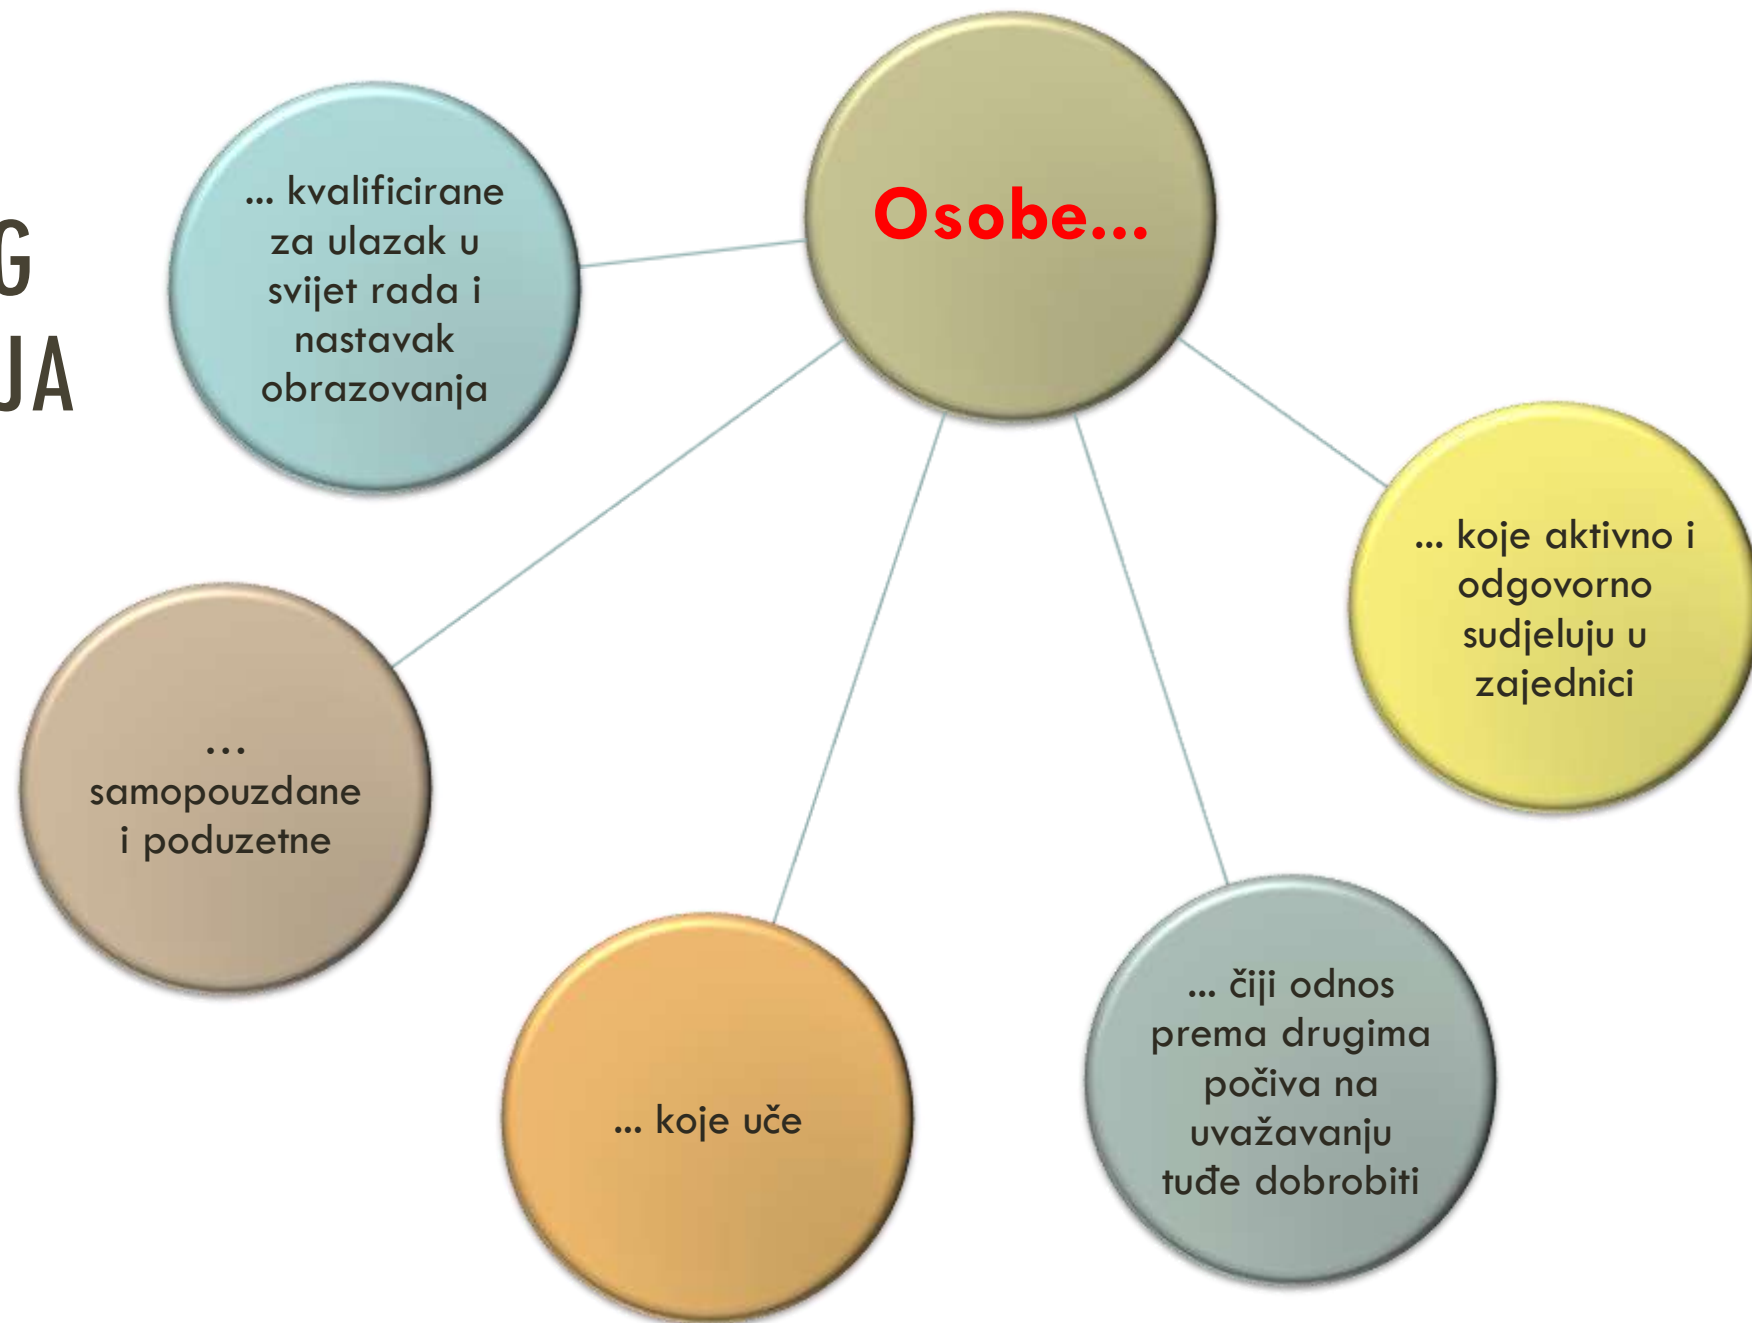 G
JA
Osobe...
... kvalificirane
za ulazak u
svijet rada i
nastavak
obrazovanja
...
samopouzdane
i poduzetne
... koje uče
... čiji odnos
prema drugima
počiva na
uvažavanju
tuđe dobrobiti
... koje aktivno i
odgovorno
sudjeluju u
zajednici